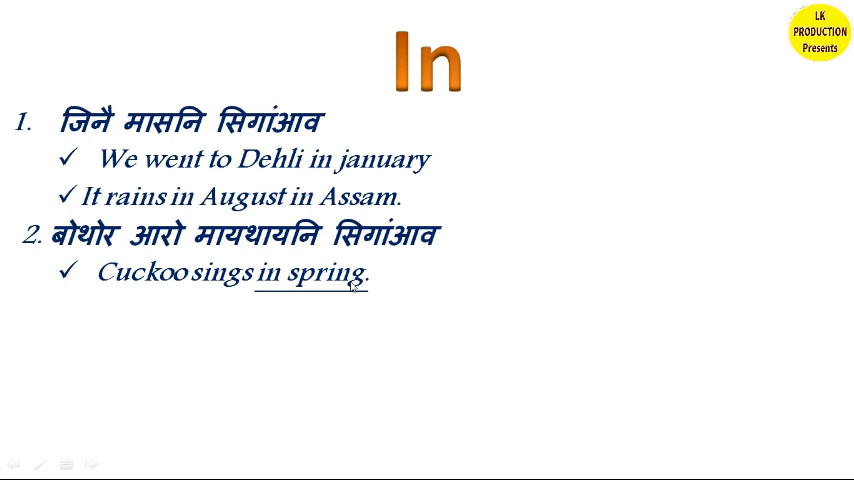 LK
PRODUCTION
Presents
In
1. जिनै मासनि सिगांआव
✓ We went to Dehli in january
✓ It rains in August in Assam.
2. बोथोर आरो मायथायनि सिगांआव
✓ Cuckoo sings in spring.